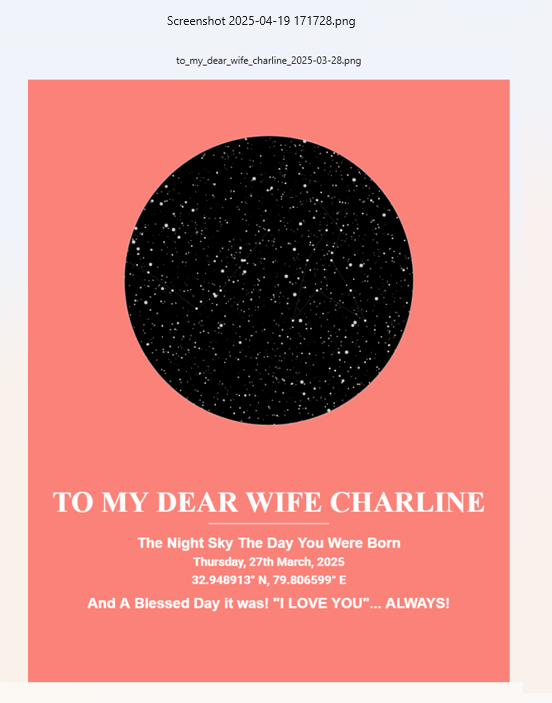 Screenshot 2025-04-19 171728.png
to_my_dear_wife_charline_2025-03-28.png
TO MY DEAR WIFE CHARLINE
The Night Sky The Day You Were Born
Thursday, 27th March, 2025
32.948913° N, 79.806599° E
And A Blessed Day it was! "I LOVE YOU"... ALWAYS!